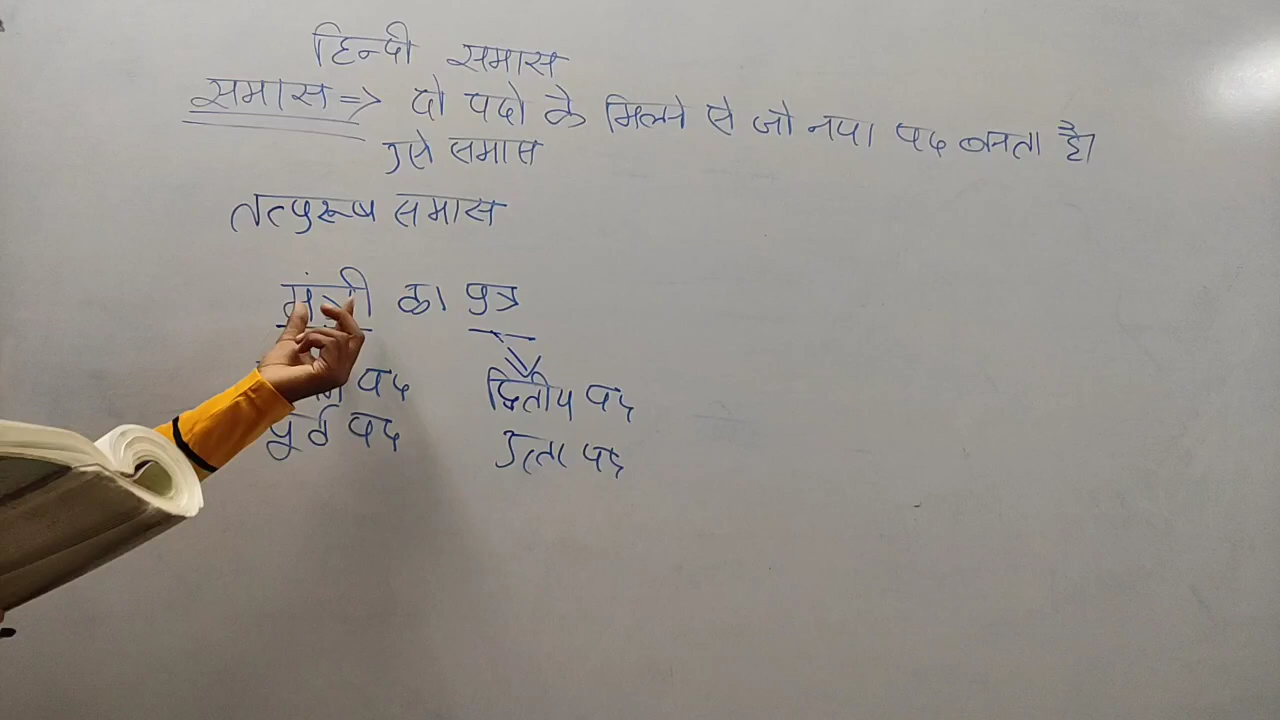 हिन्दी समास
समास => दो पदो के मिलने से जो नया पद बनता है।
उसे समास
तत्पुरूष समास
मंत्री का पुत्र
पद द्वितीय पद
पूर्व पद उत्तर पद